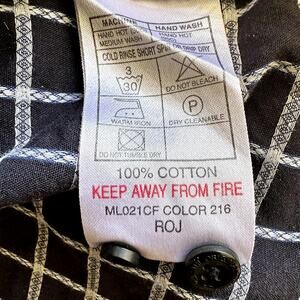 MACHINE HAND WASH
HAND HOT HAND HOT
MEDIUM WASH
COLD RINSE SHORT SPIN OR DRIP DRY
3
30
DO NOT BLEACH
P
WARM IRON
DRY CLEANABLE
DO NOT TUMBLE DRY
100% COTTON
KEEP AWAY FROM FIRE
ML021CF COLOR 216
ROJ